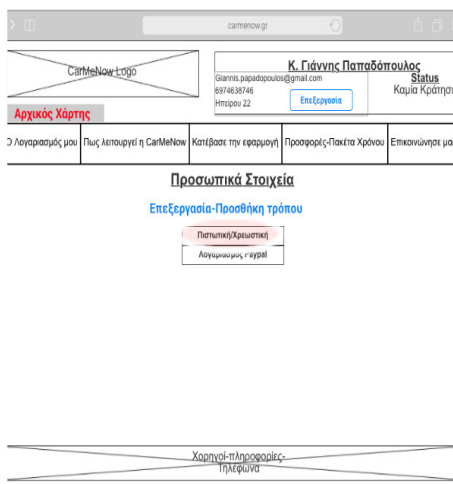 carmenow.gr
CarMeNow Logo
Κ. Γιάννης Παπαδόπουλος
Giannis.papadopoulos@gmail.com
6974638746
Ηπείρου 22
Επεξεργασία
Status
Καμία Κράτηση
Αρχικός Χάρτης
Ο Λογαριασμός μου
Πως λειτουργεί η CarMeNow
Κατέβασε την εφαρμογή
Προσφορές-Πακέτα Χρόνου
Επικοινώνησε μα
Προσωπικά Στοιχεία
Επεξεργασία-Προσθήκη τρόπου
Πιστωτική/Χρεωστική
Λογαριασμός Paypal
Χορηγοί-πληροφορίες-
Τηλέφωνα